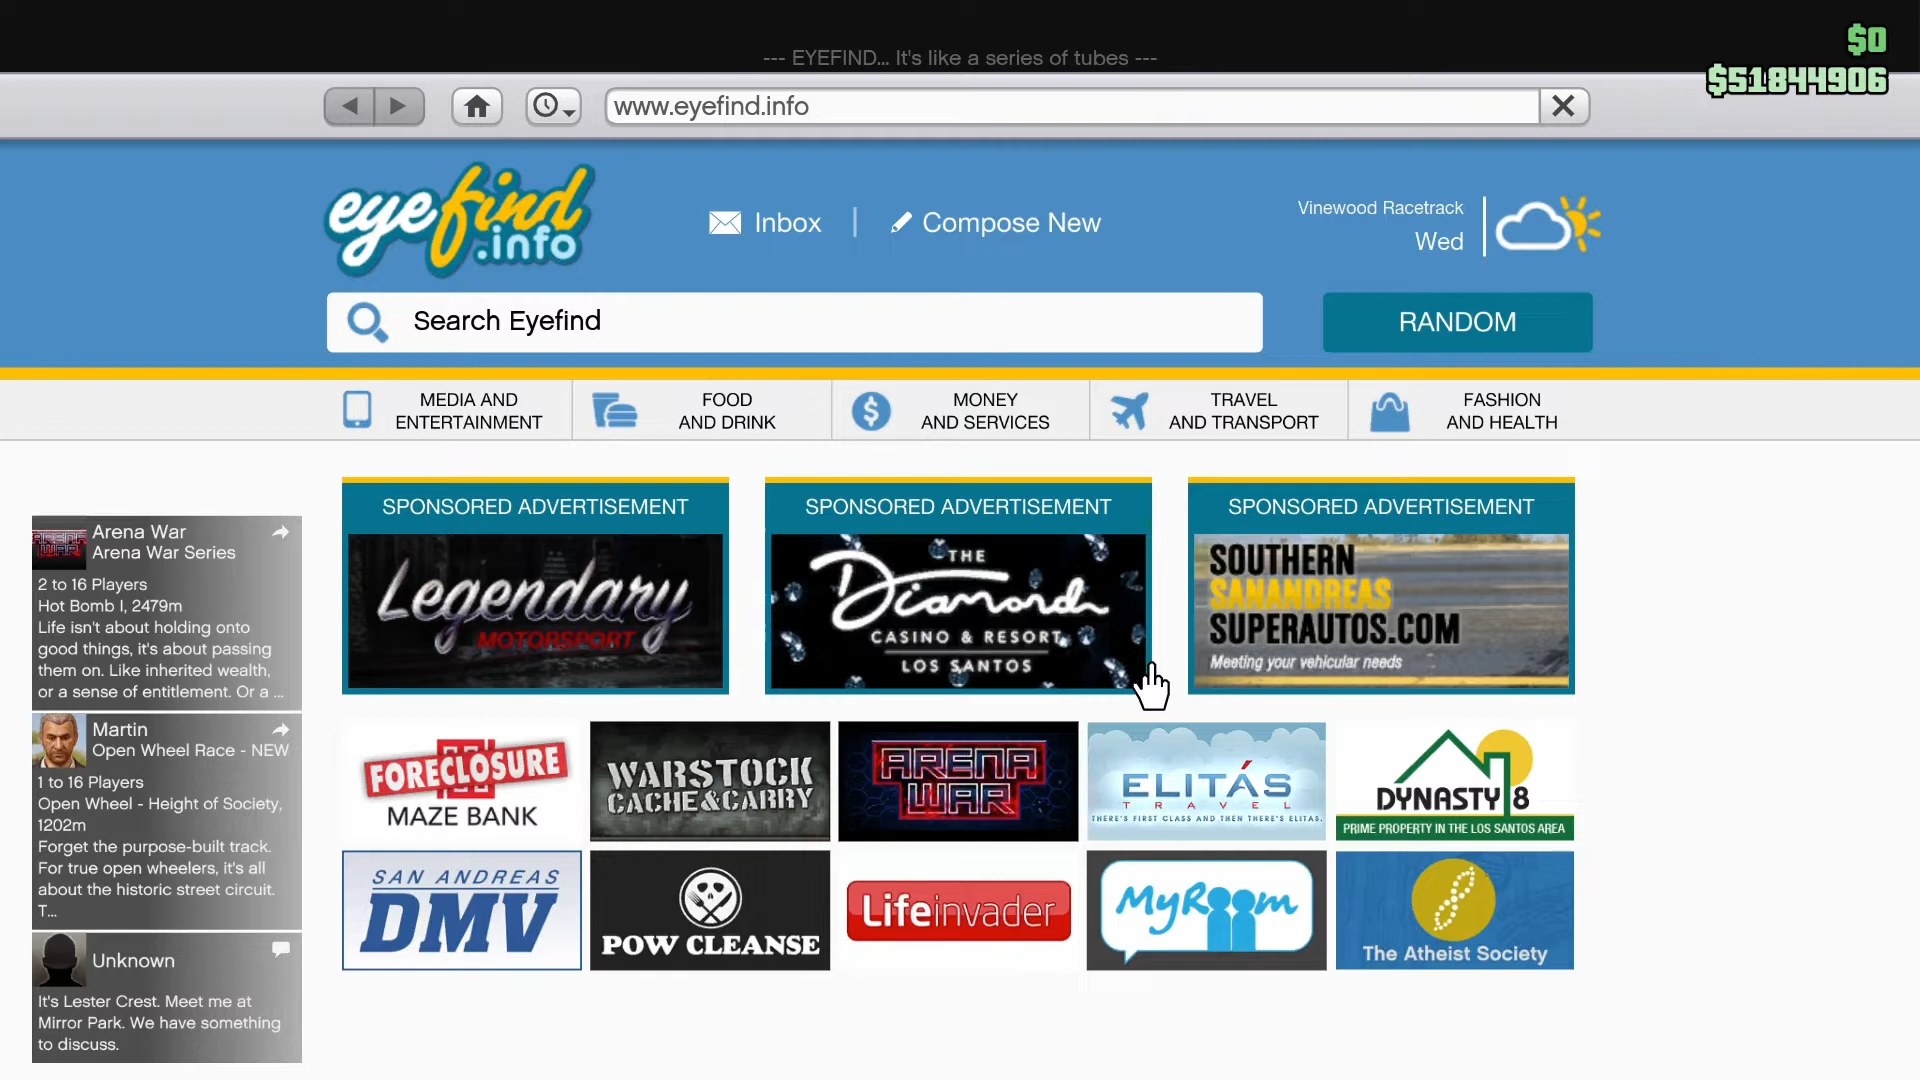 --- EYEFIND... It's like a series of tubes ---
$0
$51844906
www.eyefind.info
eyefind.info
Inbox
Compose New
Vinewood Racetrack
Wed
Search Eyefind
RANDOM
MEDIA AND
ENTERTAINMENT
FOOD
AND DRINK
MONEY
AND SERVICES
TRAVEL
AND TRANSPORT
FASHION
AND HEALTH
Arena War
Arena War Series
2 to 16 Players
Hot Bomb I, 2479m
Life isn't about holding onto
good things, it's about passing
them on. Like inherited wealth,
or a sense of entitlement. Or a ...
Martin
Open Wheel Race - NEW
1 to 16 Players
Open Wheel - Height of Society,
1202m
Forget the purpose-built track.
For true open wheelers, it's all
about the historic street circuit.
T...
Unknown
It's Lester Crest. Meet me at
Mirror Park. We have something
to discuss.
SPONSORED ADVERTISEMENT
Legendary
MOTORSPORT
SPONSORED ADVERTISEMENT
THE
Diamond
CASINO & RESORT
LOS SANTOS
SPONSORED ADVERTISEMENT
SOUTHERN
SANANDREAS
SUPERAUTOS.COM
Meeting your vehicular needs
FORECLOSURE
MAZE BANK
WARSTOCK
CACHE&CARRY
ARENA
WAR
ELITÁS
TRAVEL
THERE'S FIRST CLASS AND THEN THERE'S ELITAS.
DYNASTY 8
PRIME PROPERTY IN THE LOS SANTOS AREA
SAN ANDREAS
DMV
POW CLEANSE
Lifeinvader
MyRoom
The Atheist Society